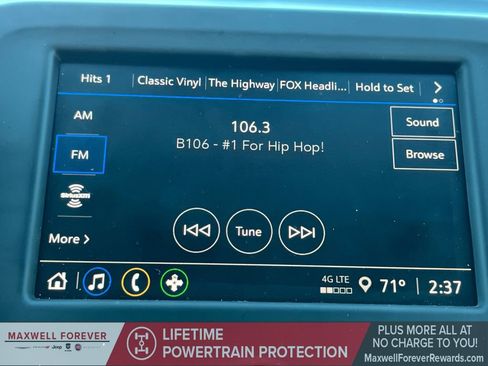 Hits 1
Classic Vinyl
The Highway
FOX Headli...
Hold to Set
AM
106.3
Sound
B106 - #1 For Hip Hop!
FM
Browse
SiriusXM
More
Tune
4G LTE
71°
2:37
MAXWELL FOREVER
Jeep
LIFETIME
POWERTRAIN PROTECTION
PLUS MORE ALL AT
NO CHARGE TO YOU.
MaxwellForeverRewards.com